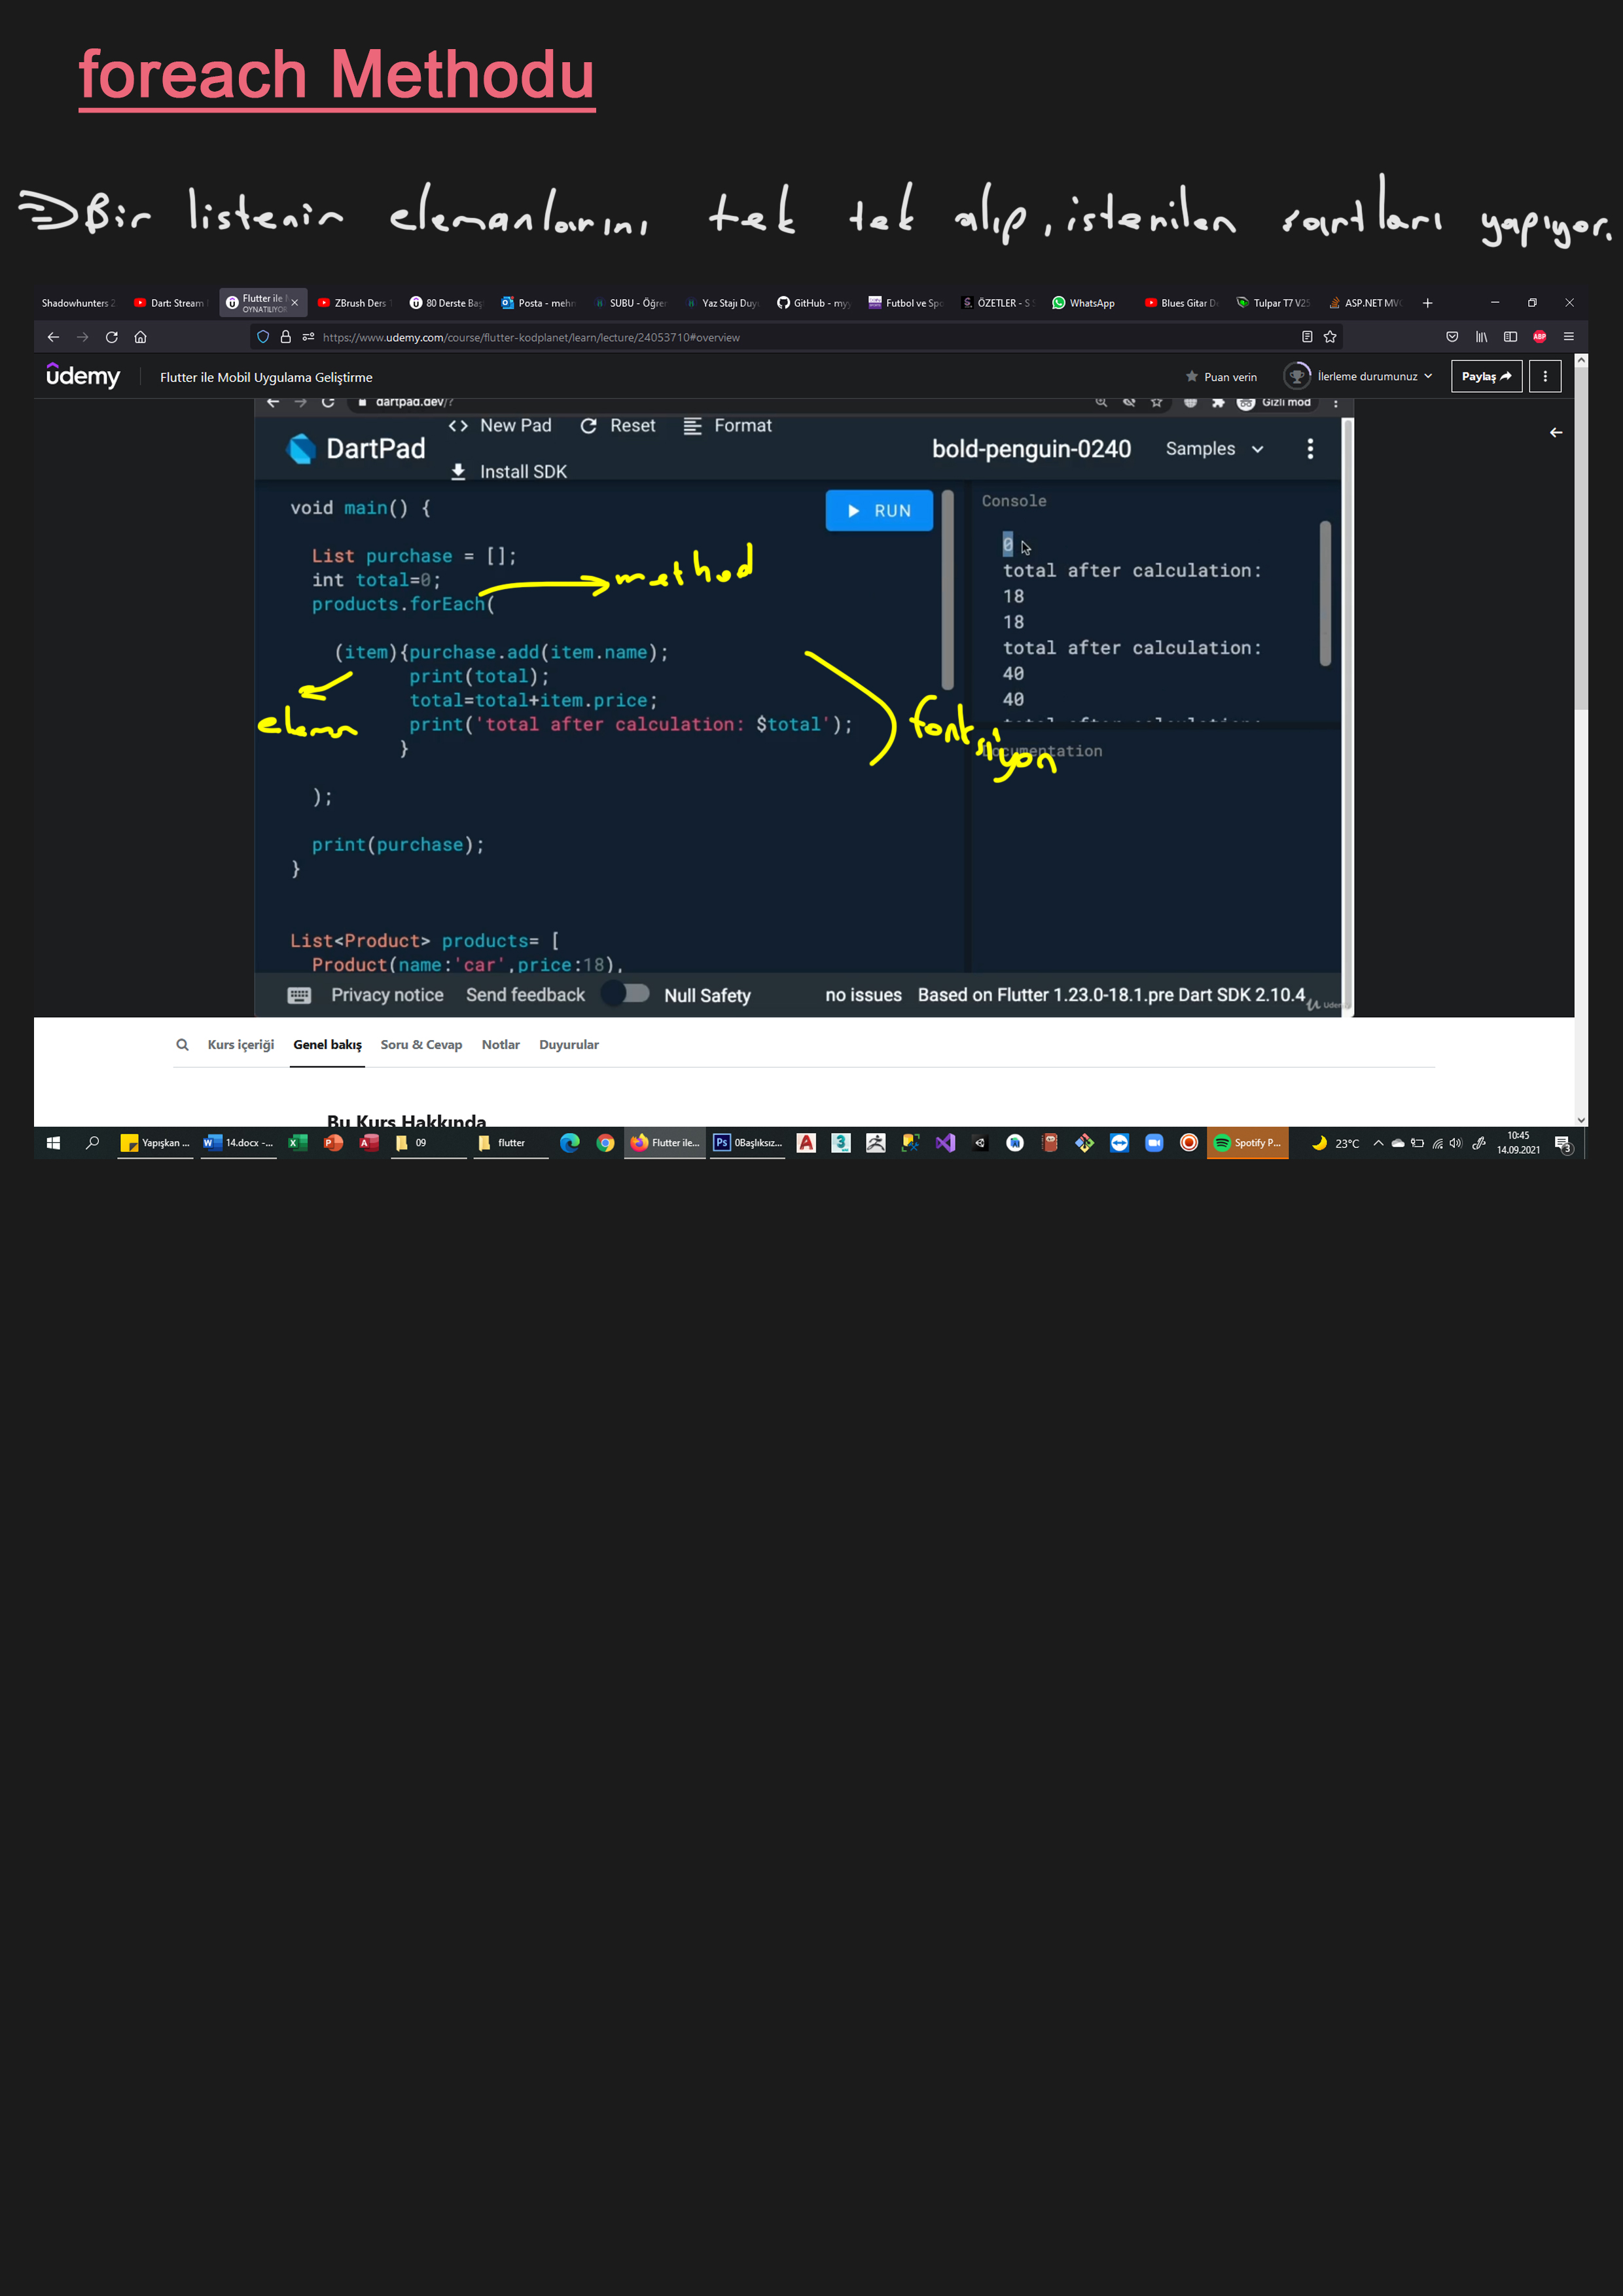 foreach Methodu
Bir listenin elemanlarını tek tek alıp, istenilen şartları yapıyor.
Shadowhunters 2 Dart: Stream Flutter ile M ZBrush Ders 80 Derste Baş Posta - mehm SUBU - Öğren Yaz Stajı Duy GitHub - my Futbol ve Spo ÖZETLER - S WhatsApp Blues Gitar D Tulpar T7 V25 ASP.NET MVC
OYNATILIYOR
https://www.udemy.com/course/flutter-kodplanet/learn/lecture/24053710#overview ABP
udemy Flutter ile Mobil Uygulama Geliştirme Puan verin İlerleme durumunuz Paylaş
dartpad.dev/? Gizli mod
New Pad Reset Format
DartPad bold-penguin-0240 Samples
Install SDK
void main() {
RUN
List purchase = [];
int total=0;
products.forEach(
method
(item){purchase.add(item.name);
print(total);
total=total+item.price;
print('total after calculation: $total');
}
eleman
fonksiyon
);
print(purchase);
}
List<Product> products= [
Product(name:'car',price:18),
Console
0
total after calculation:
18
18
total after calculation:
40
40
total after calculation:
Documentation
Privacy notice Send feedback Null Safety no issues Based on Flutter 1.23.0-18.1.pre Dart SDK 2.10.4
Udemy
Kurs içeriği Genel bakış Soru & Cevap Notlar Duyurular
Bu Kurs Hakkında
Yapışkan ... 14.docx -... 09 flutter Flutter ile... 0Başlıksız... Spotify P... 23°C 10:45
14.09.2021
3